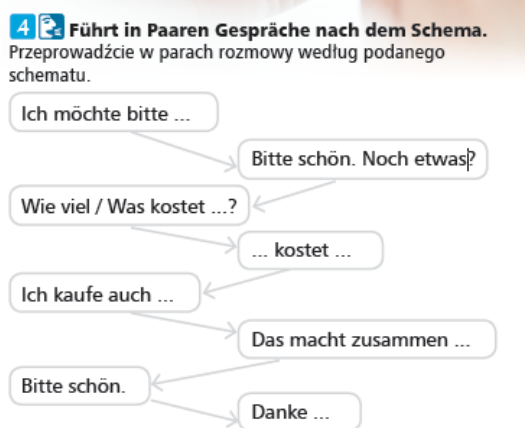 4 Führt in Paaren Gespräche nach dem Schema.
Przeprowadźcie w parach rozmowy według podanego
schematu.
Ich möchte bitte ...
Bitte schön. Noch etwas?
Wie viel / Was kostet ...?
... kostet ...
Ich kaufe auch ...
Das macht zusammen ...
Bitte schön.
Danke ...